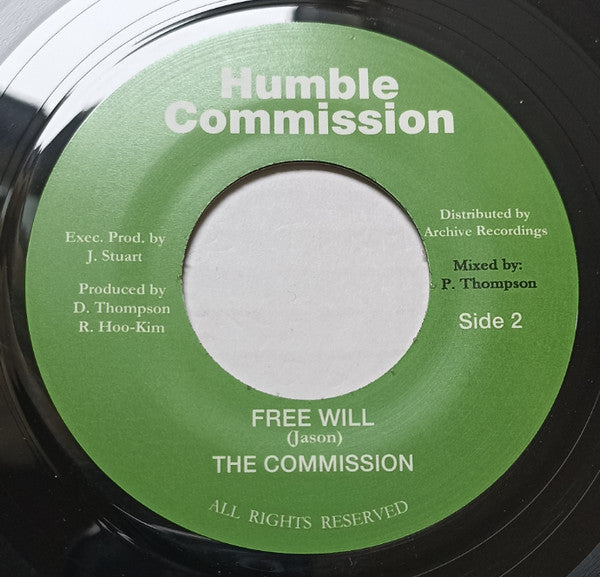 Humble
Commission
Exec. Prod. by
J. Stuart
Produced by
D. Thompson
R. Hoo-Kim
Distributed by
Archive Recordings
Mixed by:
P. Thompson
Side 2
FREE WILL
(Jason)
THE COMMISSION
ALL RIGHTS RESERVED